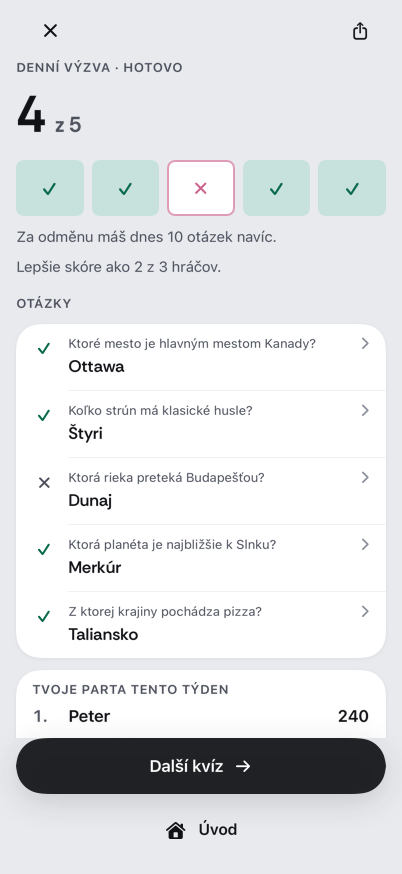 DENNÍ VÝZVA · HOTOVO
4 z 5
Za odměnu máš dnes 10 otázek navíc.
Lepšie skóre ako 2 z 3 hráčov.
OTÁZKY
Ktoré mesto je hlavným mestom Kanady?
Ottawa
Koľko strún má klasické husle?
Štyri
Ktorá rieka preteká Budapešťou?
Dunaj
Ktorá planéta je najbližšie k Slnku?
Merkúr
Z ktorej krajiny pochádza pizza?
Taliansko
TVOJE PARTA TENTO TÝDEN
1. Peter 240
Další kvíz
Úvod